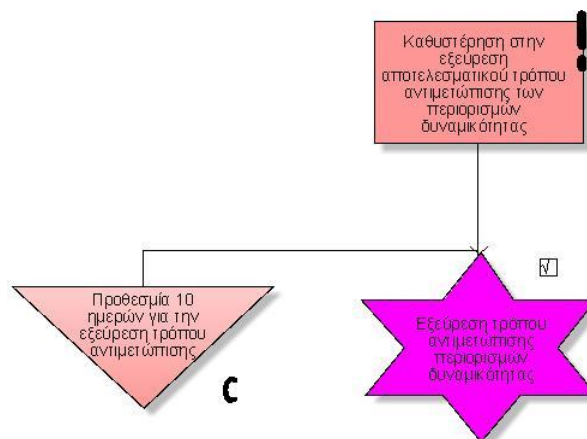 Καθυστέρηση στην
εξεύρεση
αποτελεσματικού τρόπου
αντιμετώπισης των
περιορισμών
δυναμικότητας
!
Προθεσμία 10
ημερών για την
εξεύρεση τρόπου
αντιμετώπισης
C
Εξεύρεση τρόπου
αντιμετώπισης
περιορισμων
δυναμικότητας